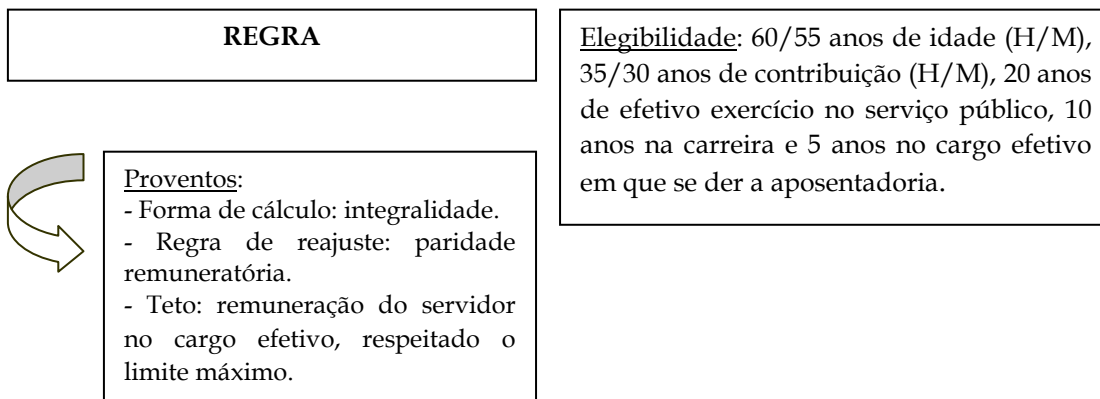 REGRA
Elegibilidade: 60/55 anos de idade (H/M),
35/30 anos de contribuição (H/M), 20 anos
de efetivo exercício no serviço público, 10
anos na carreira e 5 anos no cargo efetivo
em que se der a aposentadoria.
Proventos:
- Forma de cálculo: integralidade.
- Regra de reajuste: paridade
remuneratória.
- Teto: remuneração do servidor
no cargo efetivo, respeitado o
limite máximo.